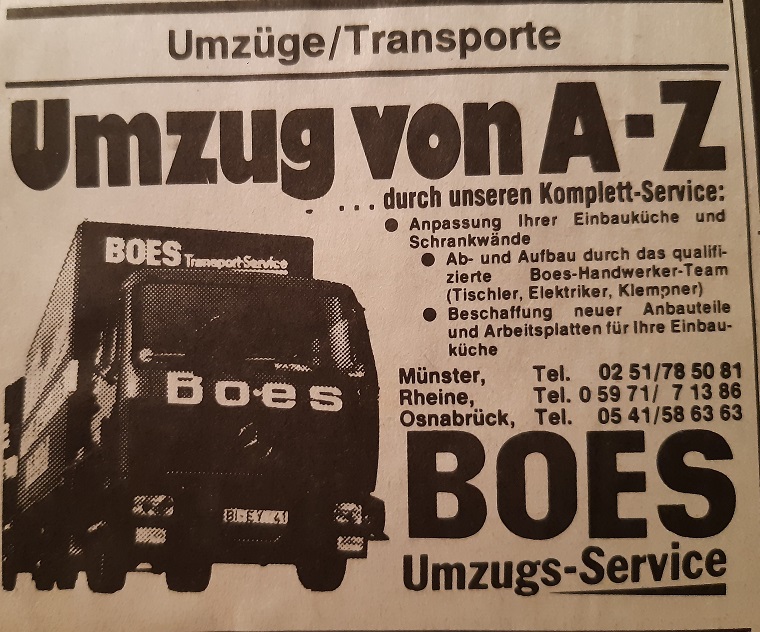 Umzüge/Transporte
Umzug von A-Z
...durch unseren Komplett-Service:
● Anpassung Ihrer Einbauküche und
Schrankwände
● Ab- und Aufbau durch das qualifi-
zierte Boes-Handwerker-Team
(Tischler, Elektriker, Klempner)
● Beschaffung neuer Anbauteile
und Arbeitsplatten für Ihre Einbau-
küche
Münster, Tel. 02 51/78 50 81
Rheine, Tel. 0 59 71/ 7 13 86
Osnabrück, Tel. 05 41/58 63 63
BOES
Umzugs-Service
BOES Transport-Service
Boes